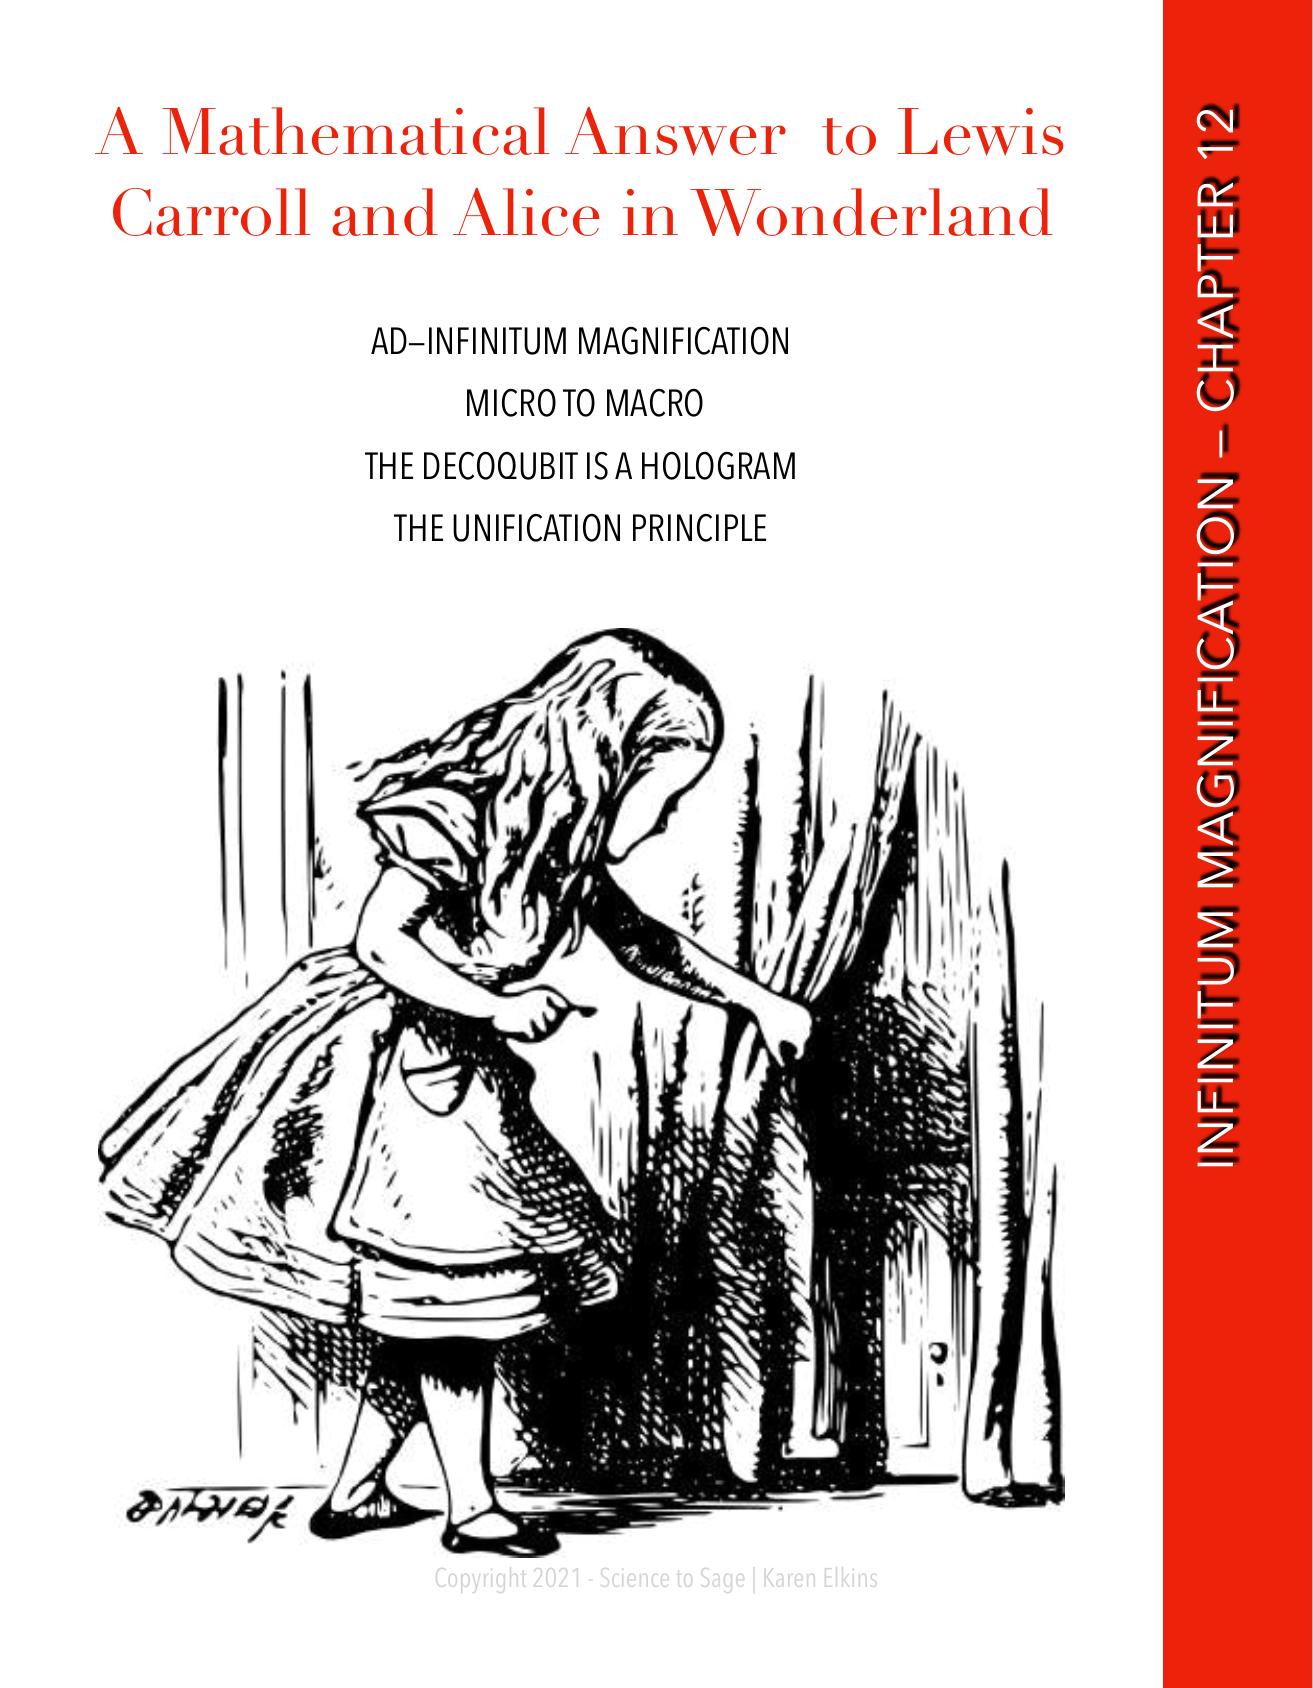 A Mathematical Answer to Lewis
Carroll and Alice in Wonderland
AD–INFINITUM MAGNIFICATION
MICRO TO MACRO
THE DECOQUBIT IS A HOLOGRAM
THE UNIFICATION PRINCIPLE
Copyright 2021 - Science to Sage | Karen Elkins
INFINITUM MAGNIFICATION – CHAPTER 12